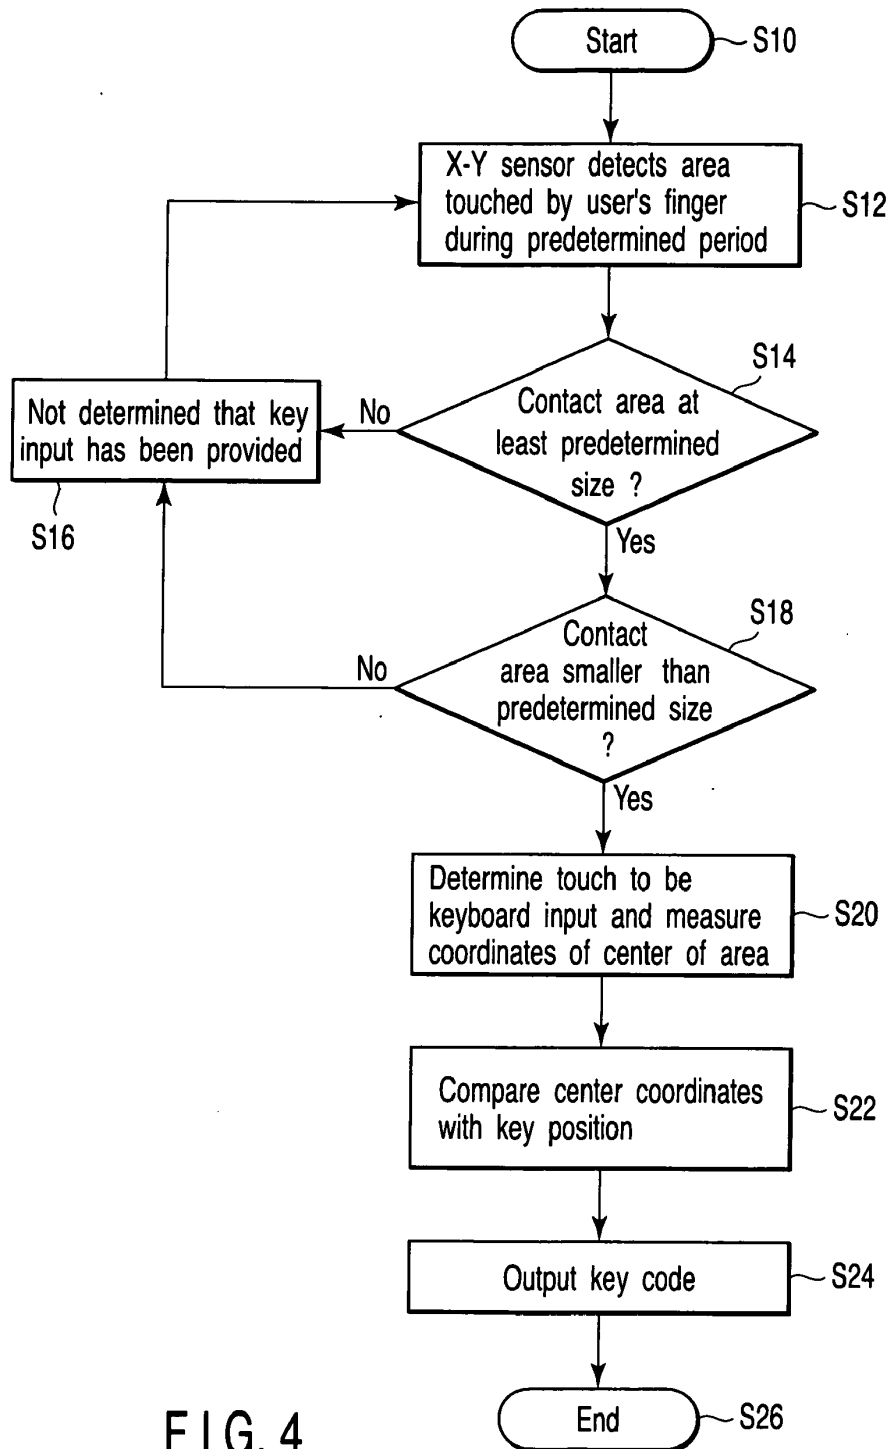 Start
S10
X-Y sensor detects area
touched by user's finger
during predetermined period
S12
S14
Contact area at
least predetermined
size ?
No
Not determined that key
input has been provided
S16
Yes
S18
Contact
area smaller than
predetermined size
?
No
Yes
Determine touch to be
keyboard input and measure
coordinates of center of area
S20
Compare center coordinates
with key position
S22
Output key code
S24
End
S26
FIG. 4